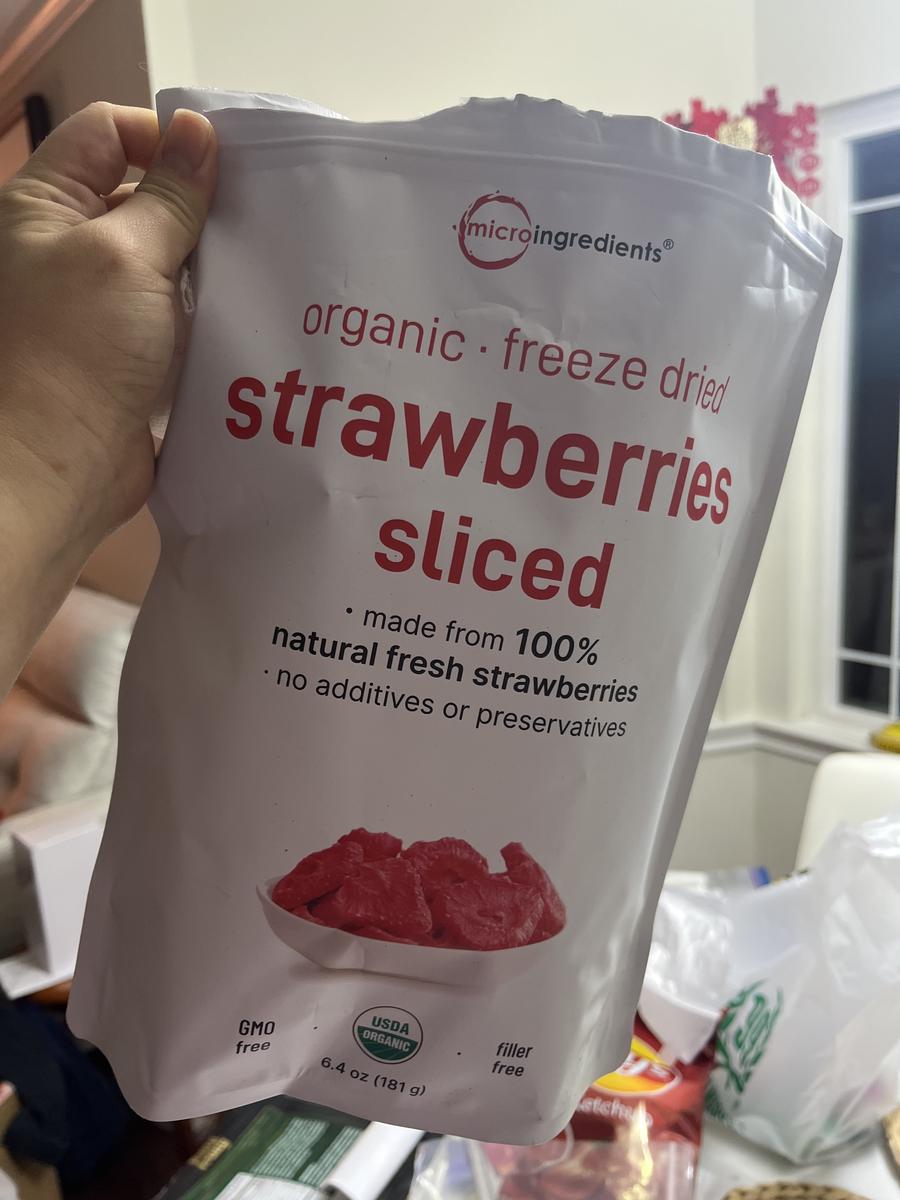 microingredients®
organic · freeze dried
strawberries
sliced
· made from 100%
natural fresh strawberries
· no additives or preservatives
GMO
free
USDA
ORGANIC
filler
free
6.4 oz (181 g)